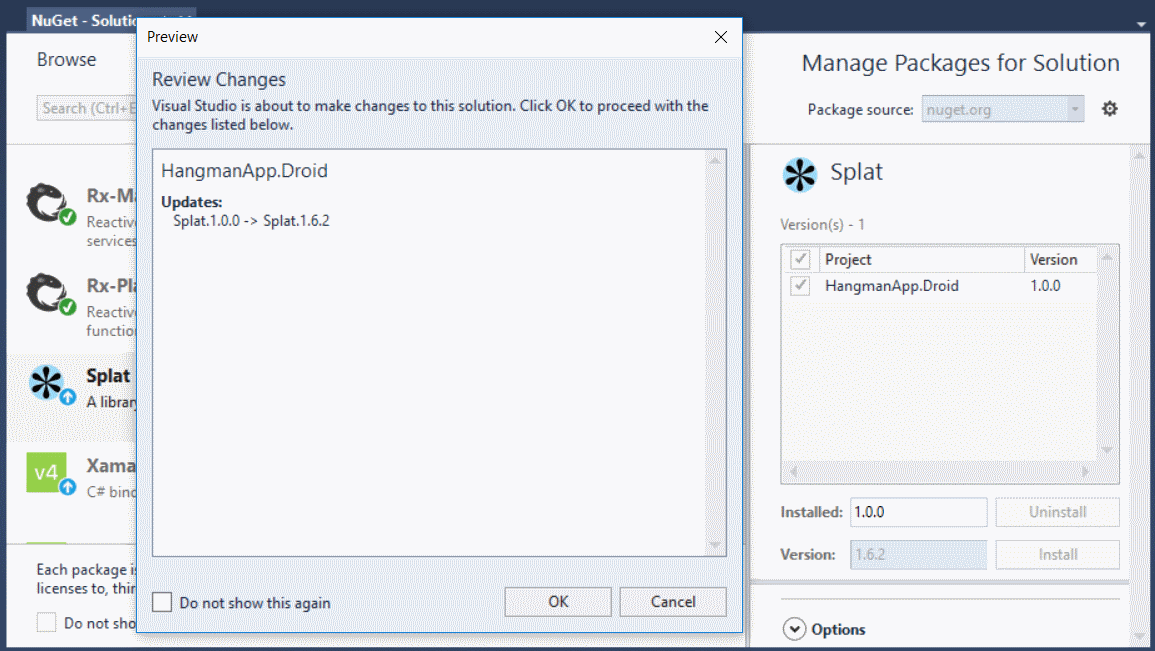 NuGet - Solutio
Preview
Browse
Search (Ctrl+E
Rx-Ma
Reactiv
services
Rx-Pla
Reactive
function
Splat
A library
v4
Xama
C# bind
Each package is
licenses to, thir
Do not sho
Review Changes
Visual Studio is about to make changes to this solution. Click OK to proceed with the
changes listed below.
HangmanApp.Droid
Updates:
Splat.1.0.0 -> Splat.1.6.2
Do not show this again
OK
Cancel
Manage Packages for Solution
Package source:
nuget.org
Splat
Version(s) - 1
Project Version
HangmanApp.Droid 1.0.0
Installed: 1.0.0 Uninstall
Version: 1.6.2 Install
Options